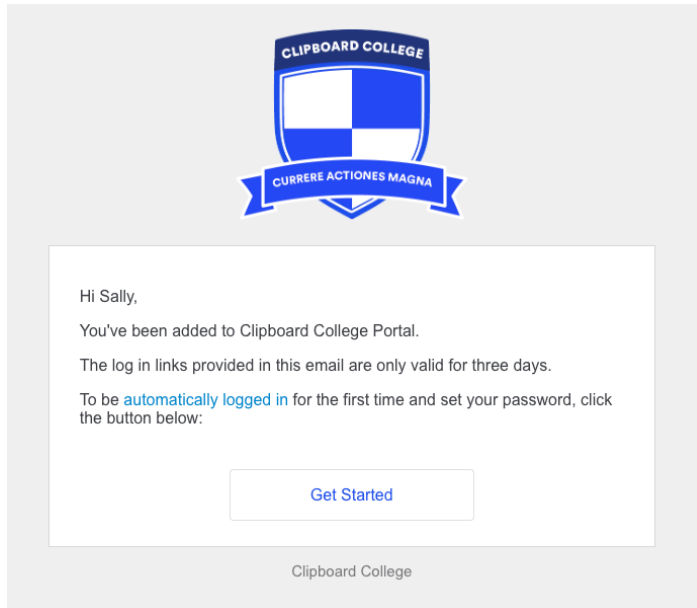 CLIPBOARD COLLEGE
CURRERE ACTIONES MAGNA
Hi Sally,
You've been added to Clipboard College Portal.
The log in links provided in this email are only valid for three days.
To be automatically logged in for the first time and set your password, click
the button below:
Get Started
Clipboard College